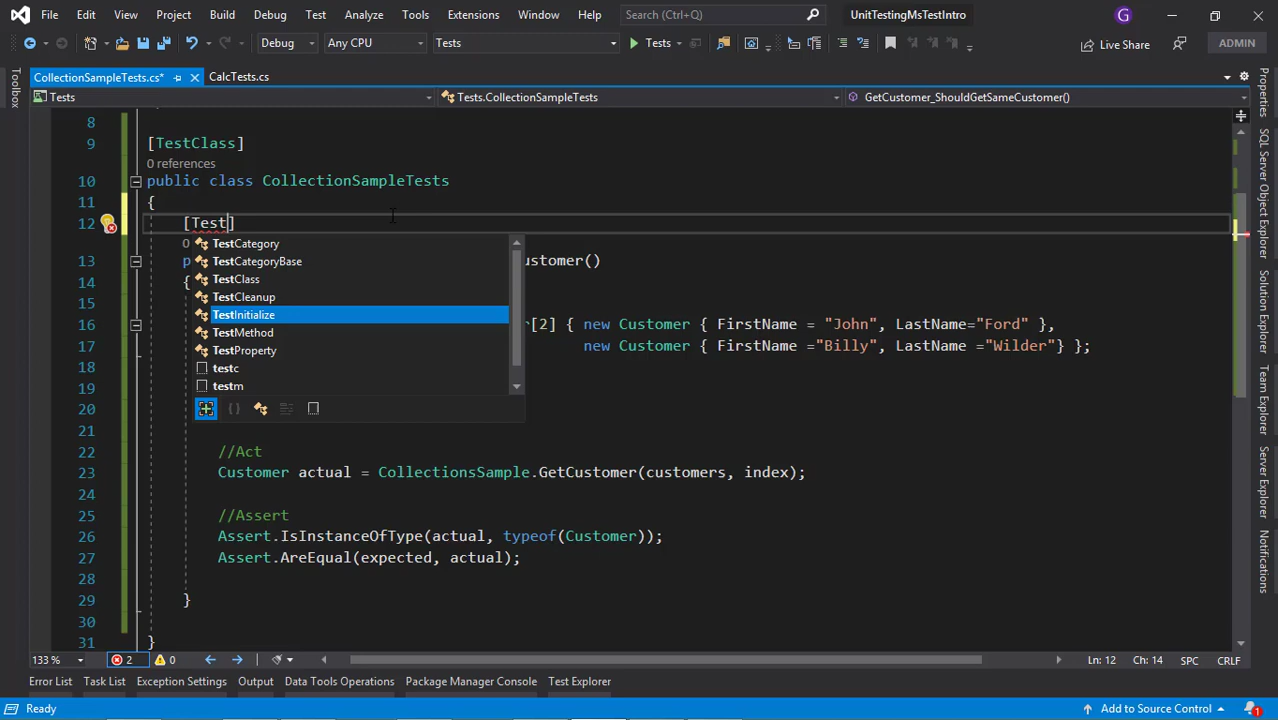 File Edit View Project Build Debug Test Analyze Tools Extensions Window Help Search (Ctrl+Q) UnitTestingMsTestIntro G
Debug Any CPU Tests Tests Live Share ADMIN
CollectionSampleTests.cs* CalcTests.cs
Tests Tests.CollectionSampleTests GetCustomer_ShouldGetSameCustomer()
Toolbox
8
9 [TestClass]
0 references
10 public class CollectionSampleTests
11 {
12 [Test]
TestCategory
TestCategoryBase
TestClass
TestCleanup
TestInitialize
TestMethod
TestProperty
testc
testm
0
13 p ustomer()
14 {
15
16 r[2] { new Customer { FirstName = "John", LastName="Ford" },
17 new Customer { FirstName ="Billy", LastName ="Wilder"} };
18
19
20
21
22 //Act
23 Customer actual = CollectionsSample.GetCustomer(customers, index);
24
25 //Assert
26 Assert.IsInstanceOfType(actual, typeof(Customer));
27 Assert.AreEqual(expected, actual);
28
29 }
30
31 }
Properties
SQL Server Object Explorer
Solution Explorer
Team Explorer
Notifications
133 % 2 0 Ln: 12 Ch: 14 SPC CRLF
Error List Task List Exception Settings Output Data Tools Operations Package Manager Console Test Explorer
Ready Add to Source Control 1